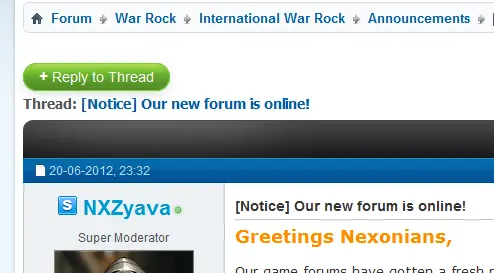 Forum War Rock International War Rock Announcements
+ Reply to Thread
Thread: [Notice] Our new forum is online!
20-06-2012, 23:32
S NXZyava
Super Moderator
[Notice] Our new forum is online!
Greetings Nexonians,
Our game forums have gotten a fresh